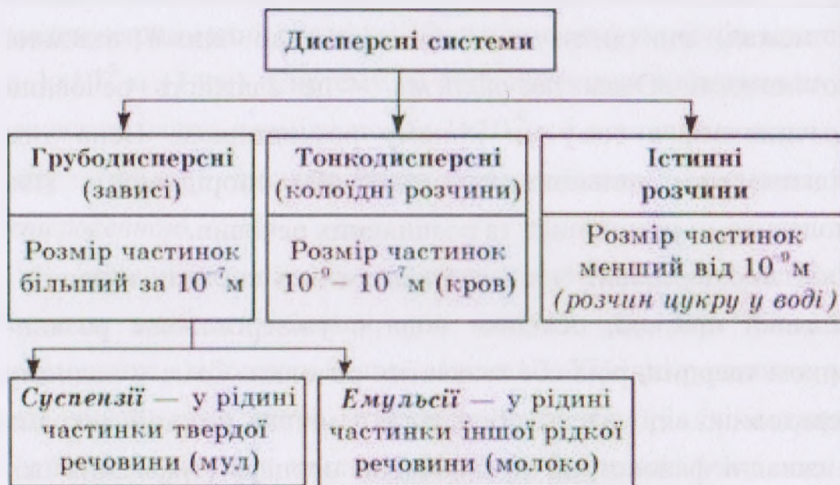 Дисперсні системи
Грубодисперсні
(зависі)
Розмір частинок
більший за 10⁻⁷ м
Тонкодисперсні
(колоїдні розчини)
Розмір частинок
10⁻⁹ – 10⁻⁷ м (кров)
Істинні
розчини
Розмір частинок
менший від 10⁻⁹ м
(розчин цукру у воді)
Суспензії — у рідині
частинки твердої
речовини (мул)
Емульсії — у рідині
частинки іншої рідкої
речовини (молоко)